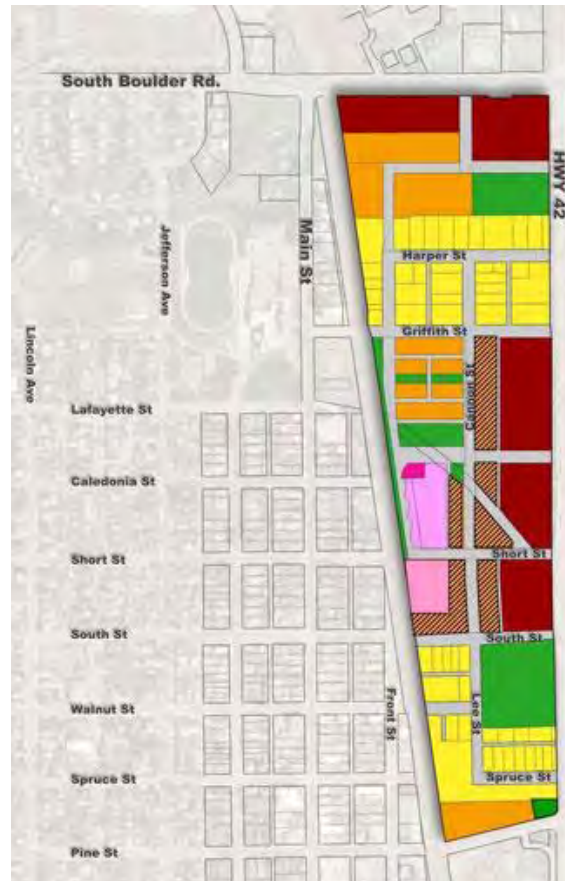 South Boulder Rd.
HWY 42
Main St
Jefferson Ave
Harper St
Griffith St
Lincoln Ave
Cannon St
Lafayette St
Caledonia St
Short St
Short St
South St
South St
Front St
Lee St
Walnut St
Spruce St
Spruce St
Pine St